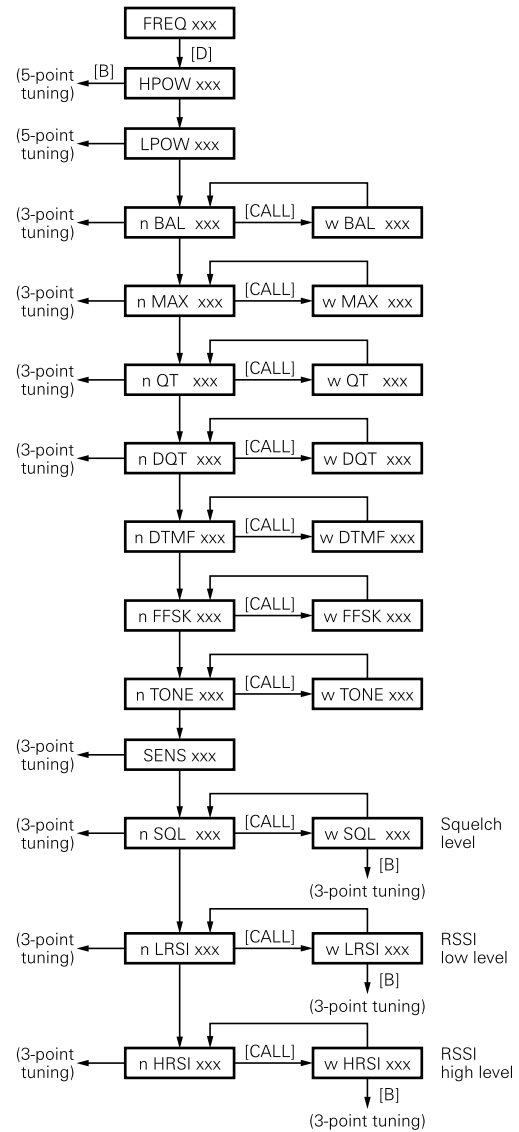 FREQ xxx
[D]
(5-point
tuning)
[B]
HPOW xxx
(5-point
tuning)
LPOW xxx
(3-point
tuning)
n BAL xxx
[CALL]
w BAL xxx
(3-point
tuning)
n MAX xxx
[CALL]
w MAX xxx
(3-point
tuning)
n QT xxx
[CALL]
w QT xxx
(3-point
tuning)
n DQT xxx
[CALL]
w DQT xxx
n DTMF xxx
[CALL]
w DTMF xxx
n FFSK xxx
[CALL]
w FFSK xxx
n TONE xxx
[CALL]
w TONE xxx
(3-point
tuning)
SENS xxx
(3-point
tuning)
n SQL xxx
[CALL]
w SQL xxx
Squelch
level
[B]
(3-point tuning)
(3-point
tuning)
n LRSI xxx
[CALL]
w LRSI xxx
RSSI
low level
[B]
(3-point tuning)
(3-point
tuning)
n HRSI xxx
[CALL]
w HRSI xxx
RSSI
high level
[B]
(3-point tuning)